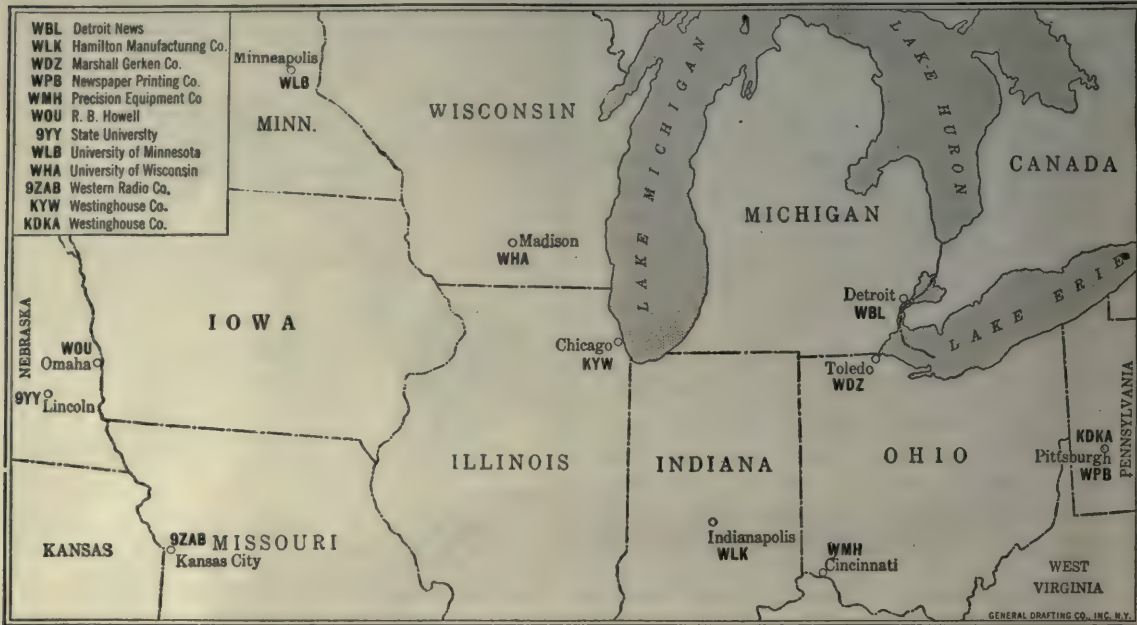 WBL Detroit News
WLK Hamilton Manufacturing Co.
WDZ Marshall Gerken Co.
WPB Newspaper Printing Co.
WMH Precision Equipment Co
WOU R. B. Howell
9YY State University
WLB University of Minnesota
WHA University of Wisconsin
9ZAB Western Radio Co.
KYW Westinghouse Co.
KDKA Westinghouse Co.
Minneapolis
WLB
MINN.
WISCONSIN
LAKE MICHIGAN
LAKE HURON
CANADA
MICHIGAN
Madison
WHA
Detroit
WBL
LAKE ERIE
NEBRASKA
IOWA
WOU
Omaha
Chicago
KYW
Toledo
WDZ
9YY
Lincoln
ILLINOIS
INDIANA
OHIO
KDKA
Pittsburgh
WPB
PENNSYLVANIA
KANSAS
9ZAB
MISSOURI
Kansas City
Indianapolis
WLK
WMH
Cincinnati
WEST
VIRGINIA
GENERAL DRAFTING CO., INC. N.Y.